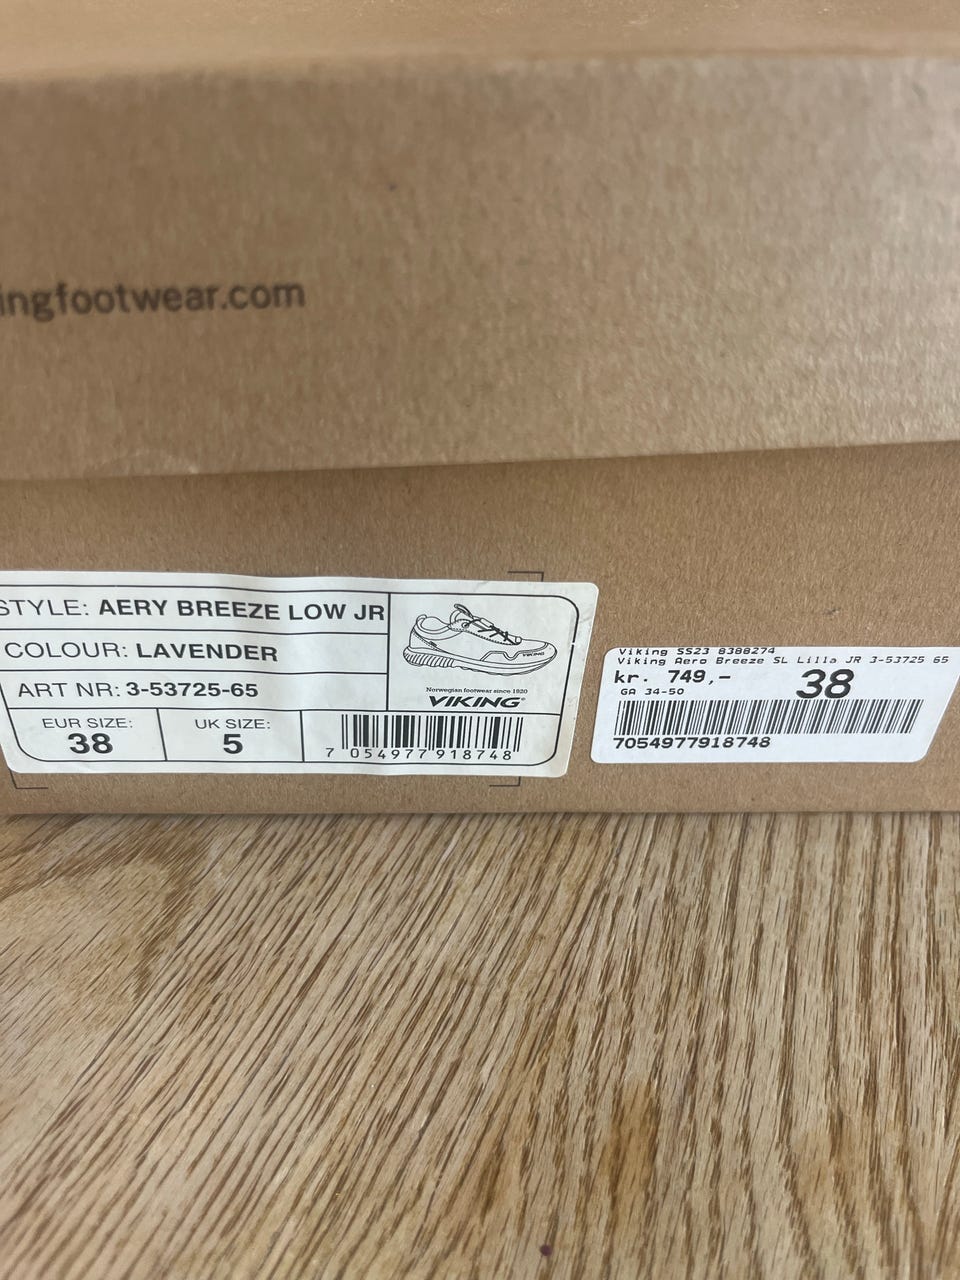 ingfootwear.com
STYLE: AERY BREEZE LOW JR
COLOUR: LAVENDER
ART NR: 3-53725-65
EUR SIZE:
38
UK SIZE:
5
VIKING
Norwegian footwear since 1920
VIKING®
7 054977 918748
Viking SS23 8388274
Viking Aero Breeze SL Lilla JR 3-53725 65
kr. 749,-
38
GA 34-50
7054977918748